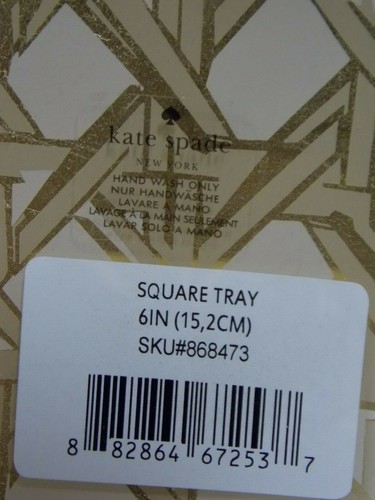 kate spade
NEW YORK
HAND WASH ONLY
NUR HANDWÄSCHE
LAVARE A MANO
LAVAGE À LA MAIN SEULEMENT
LAVAR SOLO A MANO
SQUARE TRAY
6IN (15,2CM)
SKU#868473
8 82864 67253 7